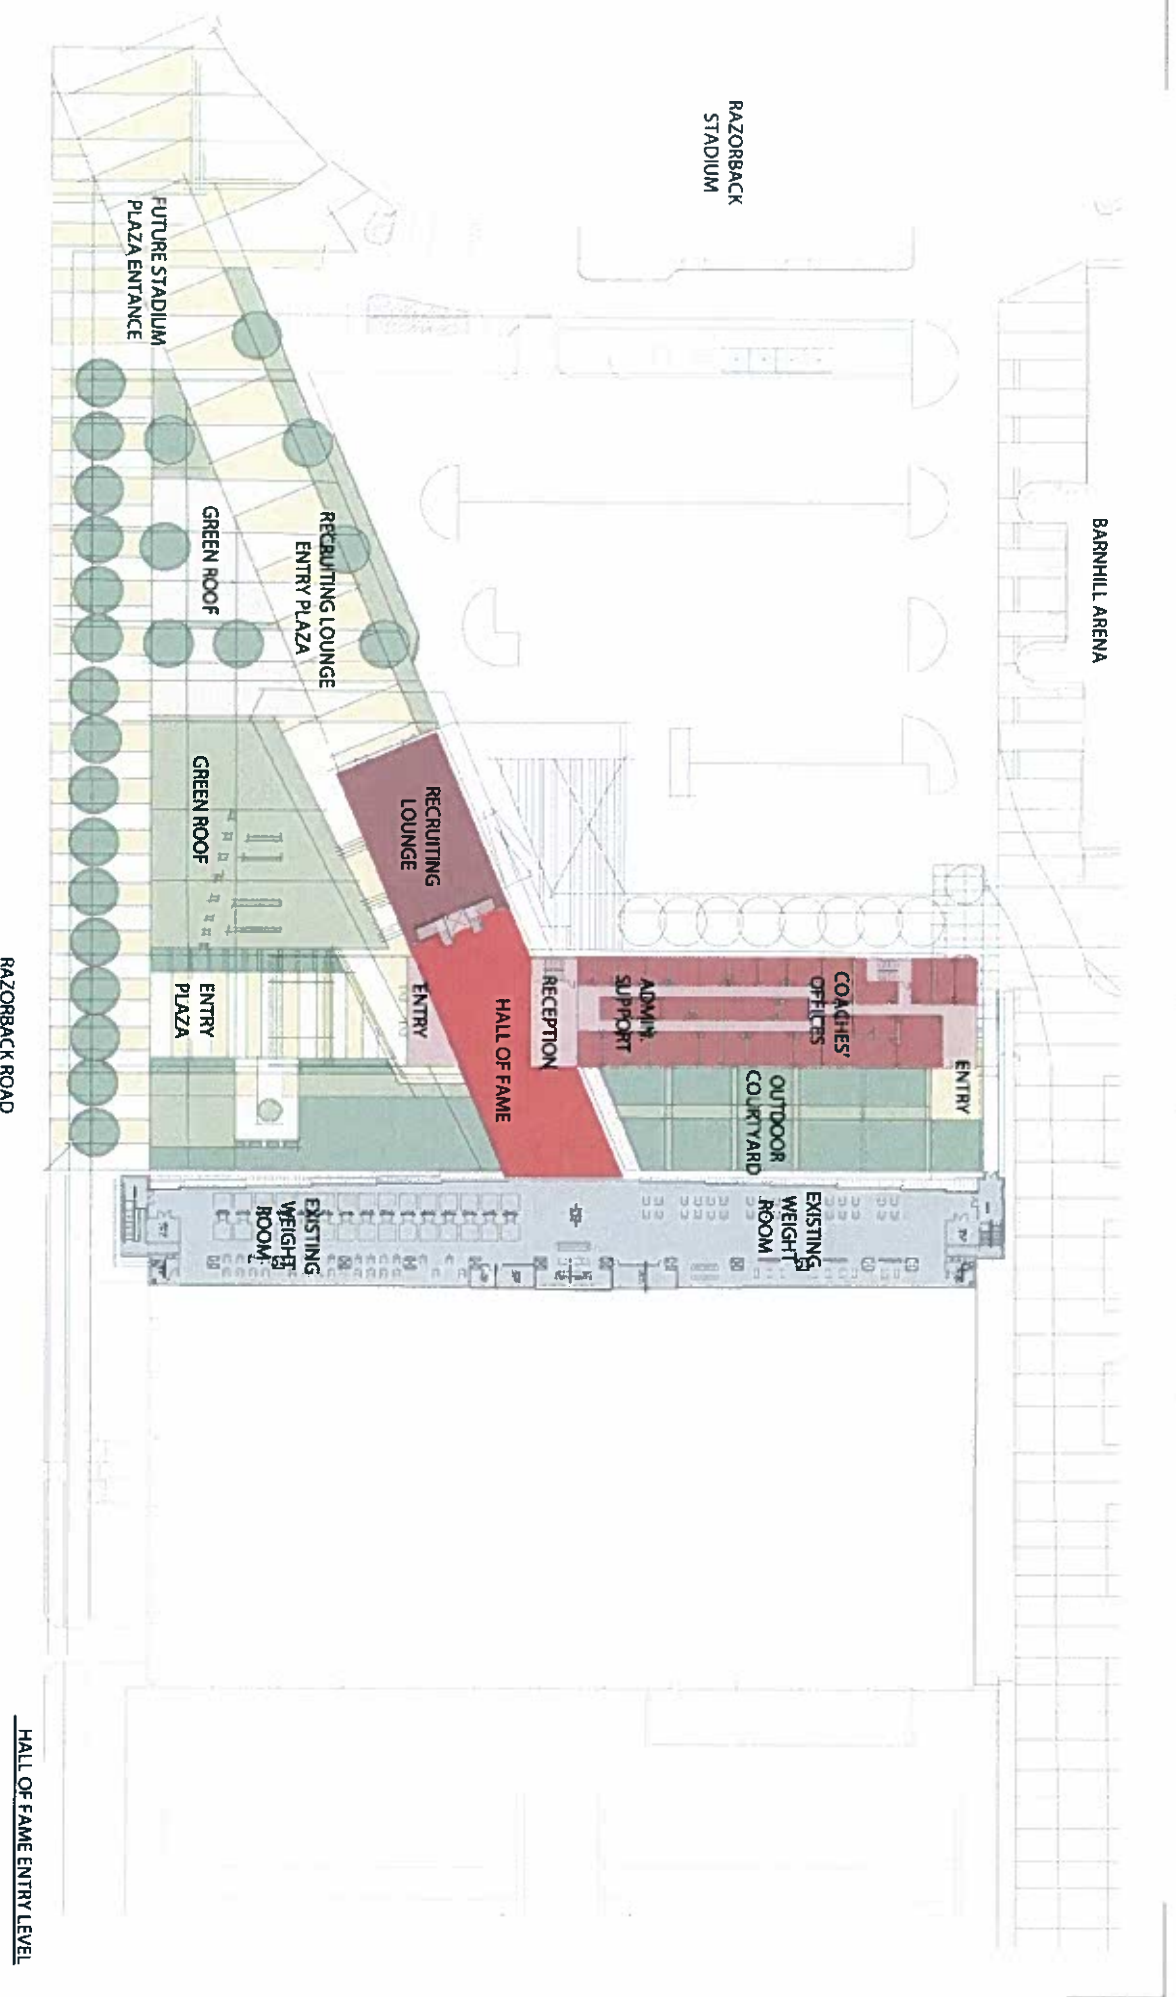 BARNHILL ARENA
RAZORBACK
STADIUM
ENTRY
COACHES'
OFFICES
OUTDOOR
COURTYARD
EXISTING
WEIGHT
ROOM
ADMIN.
SUPPORT
RECEPTION
HALL OF FAME
RECRUITING
LOUNGE
ENTRY
RECRUITING LOUNGE
ENTRY PLAZA
EXISTING
WEIGHT
ROOM
GREEN ROOF
GREEN ROOF
ENTRY
PLAZA
FUTURE STADIUM
PLAZA ENTANCE
RAZORBACK ROAD
HALL OF FAME ENTRY LEVEL